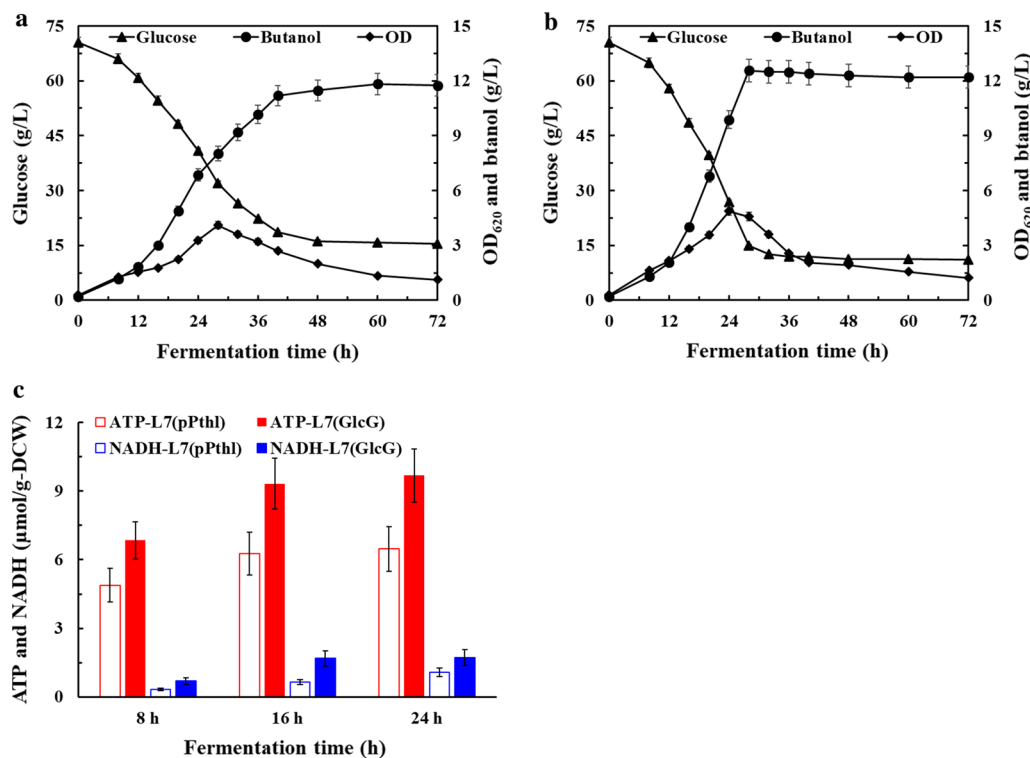 a
Glucose Butanol OD
75
60
45
30
15
0
Glucose (g/L)
15
12
9
6
3
0
OD620 and btanol (g/L)
0 12 24 36 48 60 72
Fermentation time (h)
b
Glucose Butanol OD
75
60
45
30
15
0
Glucose (g/L)
15
12
9
6
3
0
OD620 and btanol (g/L)
0 12 24 36 48 60 72
Fermentation time (h)
c
ATP-L7(pPthl) ATP-L7(GlcG)
NADH-L7(pPthl) NADH-L7(GlcG)
12
9
6
3
0
ATP and NADH (µmol/g-DCW)
8 h 16 h 24 h
Fermentation time (h)